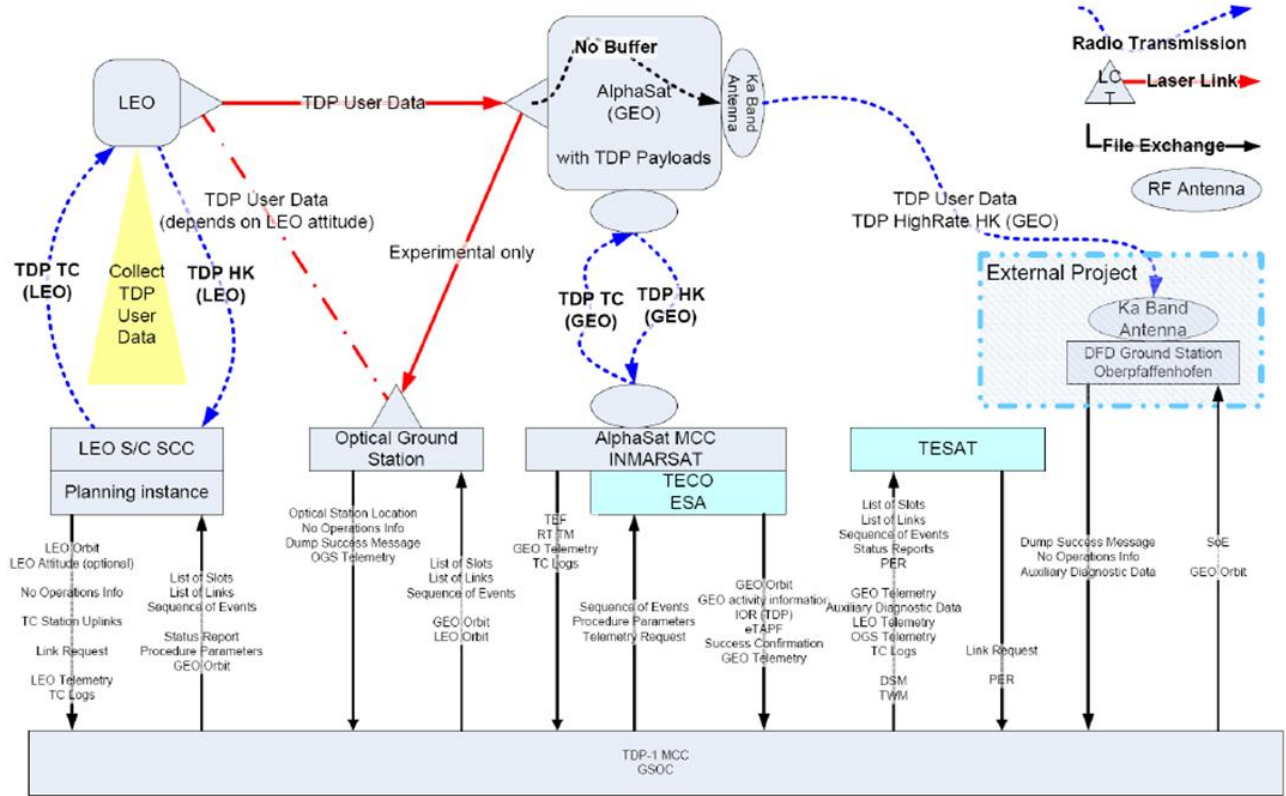 No Buffer
AlphaSat
(GEO)
with TDP Payloads
Ka Band
Antenna
LEO
TDP User Data
Radio Transmission
LC
T
Laser Link
File Exchange
RF Antenna
TDP User Data
(depends on LEO attitude)
Experimental only
TDP User Data
TDP HighRate HK (GEO)
TDP TC
(LEO)
Collect
TDP
User
Data
TDP HK
(LEO)
TDP TC
(GEO)
TDP HK
(GEO)
External Project
Ka Band
Antenna
DFD Ground Station
Oberpfaffenhofen
LEO S/C SCC
Planning instance
Optical Ground
Station
AlphaSat MCC
INMARSAT
TECO
ESA
TESAT
LEO Orbit
LEO Attitude (optional)
No Operations Info
TC Station Uplinks
Link Request
LEO Telemetry
TC Logs
List of Slots
List of Links
Sequence of Events
Status Report
Procedure Parameters
GEO Orbit
Optical Station Location
No Operations Info
Dump Success Message
OGS Telemetry
List of Slots
List of Links
Sequence of Events
GEO Orbit
LEO Orbit
TEF
RT TM
GEO Telemetry
TC Logs
Sequence of Events
Procedure Parameters
Telemetry Request
GEO Orbit
GEO activity information
IOR (TDP)
eTAPF
Success Confirmation
GEO Telemetry
List of Slots
List of Links
Sequence of Events
Status Reports
PER
GEO Telemetry
Auxiliary Diagnostic Data
LEO Telemetry
OGS Telemetry
TC Logs
DSM
TWM
Link Request
PER
Dump Success Message
No Operations Info
Auxiliary Diagnostic Data
SoE
GEO Orbit
TDP-1 MCC
GSOC